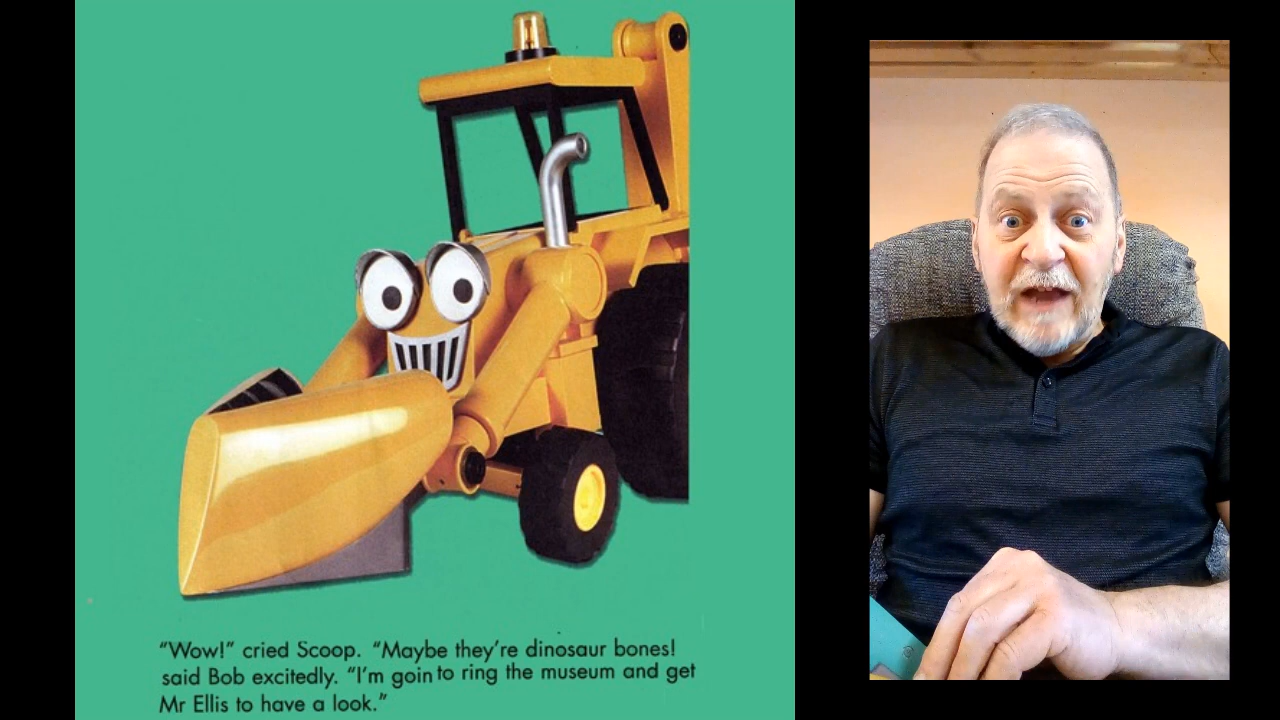 “Wow!” cried Scoop. “Maybe they’re dinosaur bones!
said Bob excitedly. “I’m goin to ring the museum and get
Mr Ellis to have a look.”